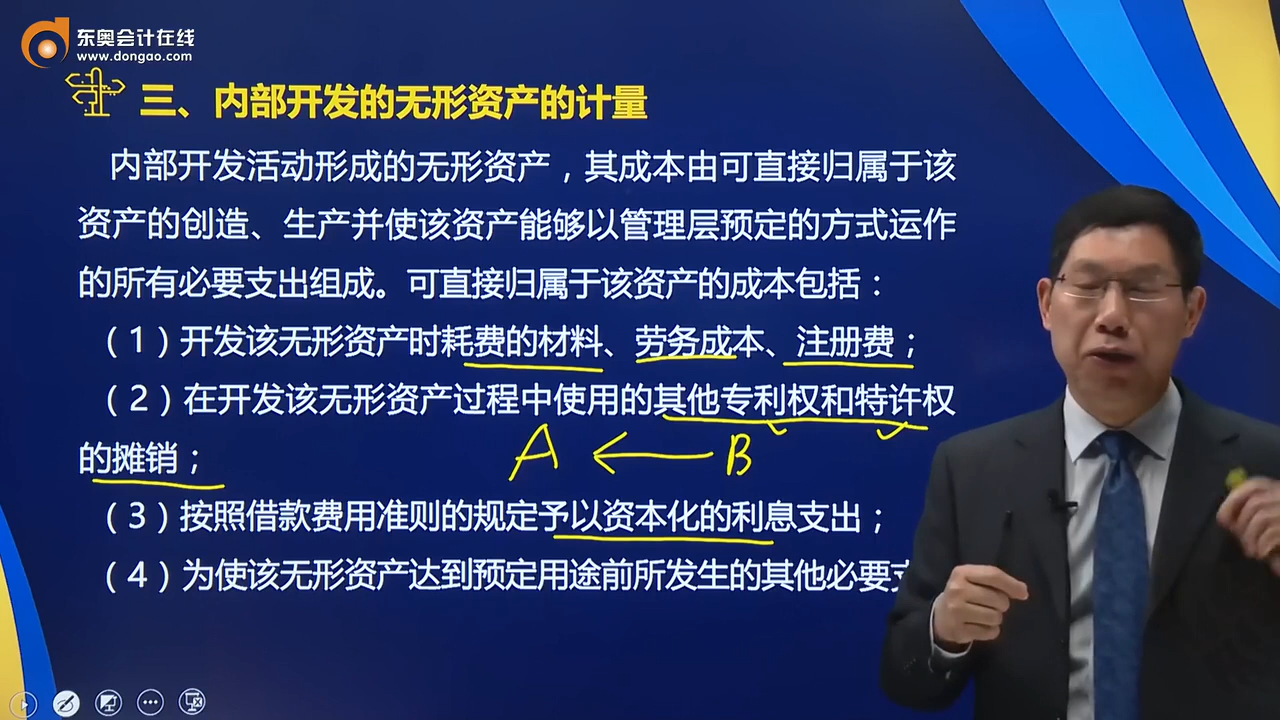 东奥会计在线
www.dongao.com
三、内部开发的无形资产的计量
内部开发活动形成的无形资产，其成本由可直接归属于该
资产的创造、生产并使该资产能够以管理层预定的方式运作
的所有必要支出组成。可直接归属于该资产的成本包括：
（1）开发该无形资产时耗费的材料、劳务成本、注册费；
（2）在开发该无形资产过程中使用的其他专利权和特许权
的摊销；
A ← B
（3）按照借款费用准则的规定予以资本化的利息支出；
（4）为使该无形资产达到预定用途前所发生的其他必要